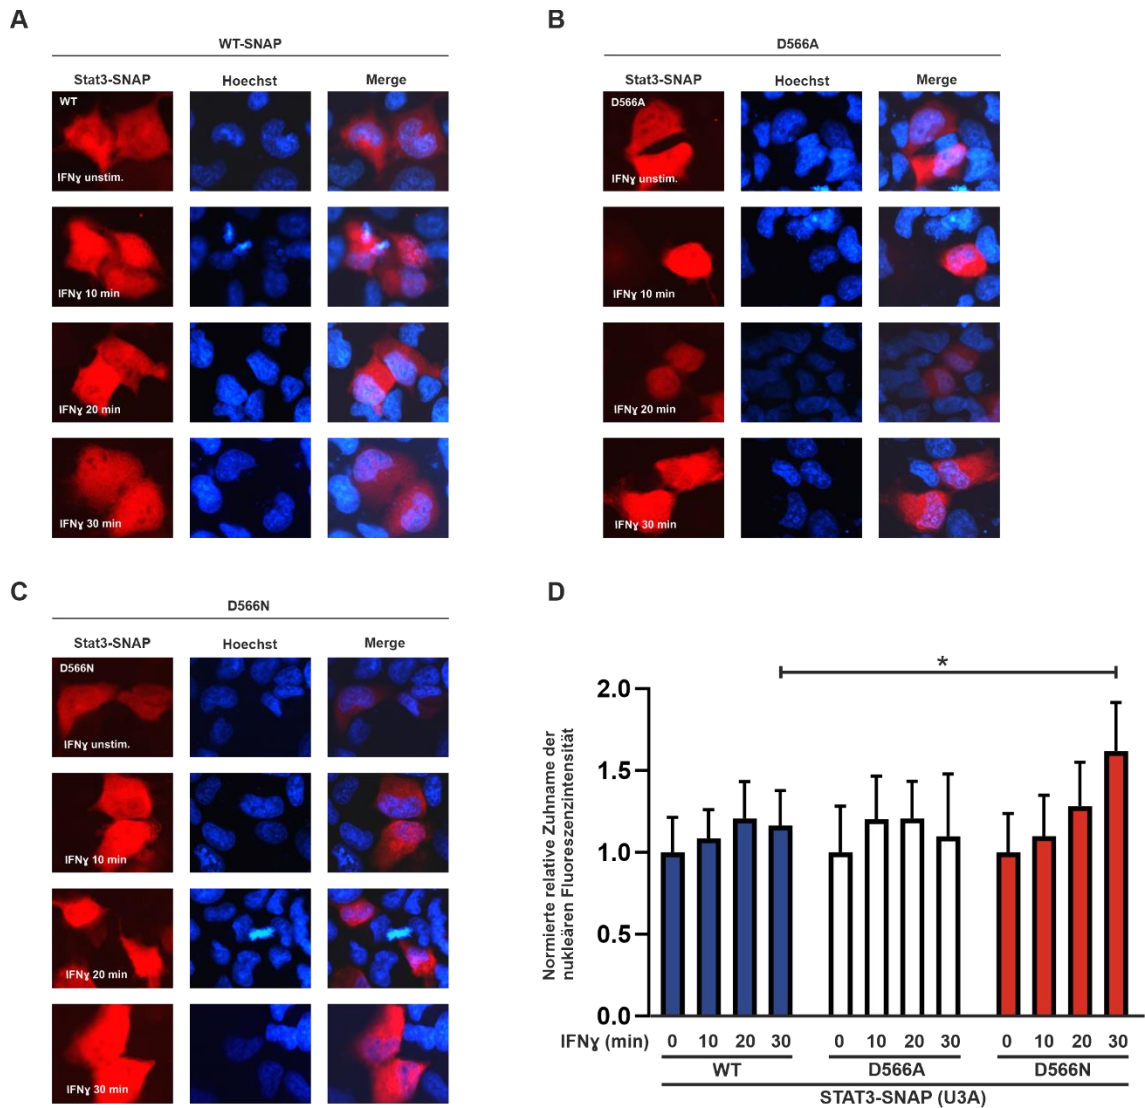 A
WT-SNAP
Stat3-SNAP Hoechst Merge
WT
IFNɣ unstim.
IFNɣ 10 min
IFNɣ 20 min
IFNɣ 30 min
B
D566A
Stat3-SNAP Hoechst Merge
D566A
IFNɣ unstim.
IFNɣ 10 min
IFNɣ 20 min
IFNɣ 30 min
C
D566N
Stat3-SNAP Hoechst Merge
D566N
IFNɣ unstim.
IFNɣ 10 min
IFNɣ 20 min
IFNɣ 30 min
D
*
Normierte relative Zuhname der
nukleären Fluoreszenzintensität
2.0
1.5
1.0
0.5
0.0
IFNɣ (min) 0 10 20 30 0 10 20 30 0 10 20 30
WT D566A D566N
STAT3-SNAP (U3A)